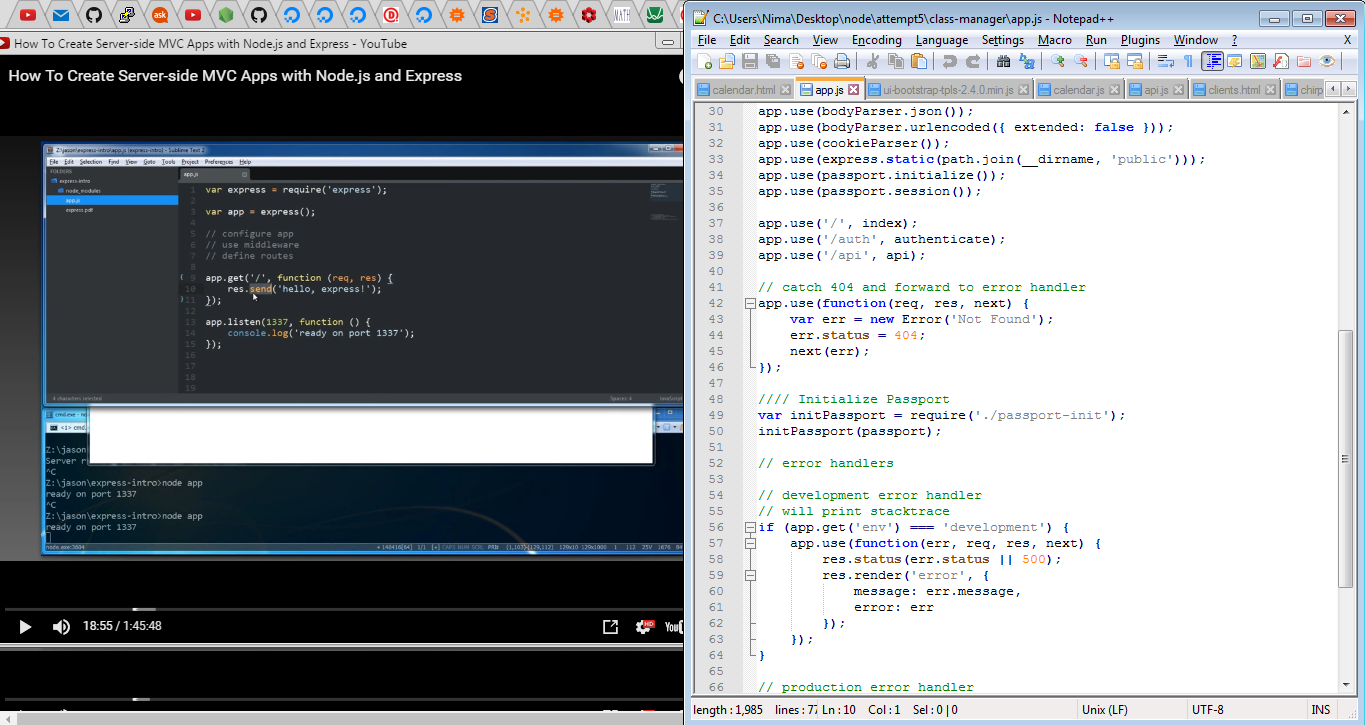 How To Create Server-side MVC Apps with Node.js and Express - YouTube
How To Create Server-side MVC Apps with Node.js and Express
Z:\jason\express-intro\app.js (express-intro) - Sublime Text 2
File Edit Selection Find View Goto Tools Project Preferences Help
FOLDERS
express-intro
node_modules
app.js
express.pdf
app.js
1 var express = require('express');
2
3 var app = express();
4
5 // configure app
6 // use middleware
7 // define routes
8
9 app.get('/', function (req, res) {
10 res.send('hello, express!');
11 });
12
13 app.listen(1337, function () {
14 console.log('ready on port 1337');
15 });
16
17
18
19
4 characters selected
Spaces: 4
JavaScript
Z:\jason
Server r
^C
Z:\jason\express-intro>node app
ready on port 1337
^C
Z:\jason\express-intro>node app
ready on port 1337
node.exe:3604
18:55 / 1:45:48
HD
You
ask
MATH
C:\Users\Nima\Desktop\node\attempt5\class-manager\app.js - Notepad++
File Edit Search View Encoding Language Settings Macro Run Plugins Window ? X
calendar.html app.js ui-bootstrap-tpls-2.4.0.min.js calendar.js api.js clients.html chirp
30 app.use(bodyParser.json());
31 app.use(bodyParser.urlencoded({ extended: false }));
32 app.use(cookieParser());
33 app.use(express.static(path.join(__dirname, 'public')));
34 app.use(passport.initialize());
35 app.use(passport.session());
36
37 app.use('/', index);
38 app.use('/auth', authenticate);
39 app.use('/api', api);
40
41 // catch 404 and forward to error handler
42 app.use(function(req, res, next) {
43 var err = new Error('Not Found');
44 err.status = 404;
45 next(err);
46 });
47
48 //// Initialize Passport
49 var initPassport = require('./passport-init');
50 initPassport(passport);
51
52 // error handlers
53
54 // development error handler
55 // will print stacktrace
56 if (app.get('env') === 'development') {
57 app.use(function(err, req, res, next) {
58 res.status(err.status || 500);
59 res.render('error', {
60 message: err.message,
61 error: err
62 });
63 });
64 }
65
66 // production error handler
length : 1,985 lines : 77 Ln : 10 Col : 1 Sel : 0 | 0 Unix (LF) UTF-8 INS